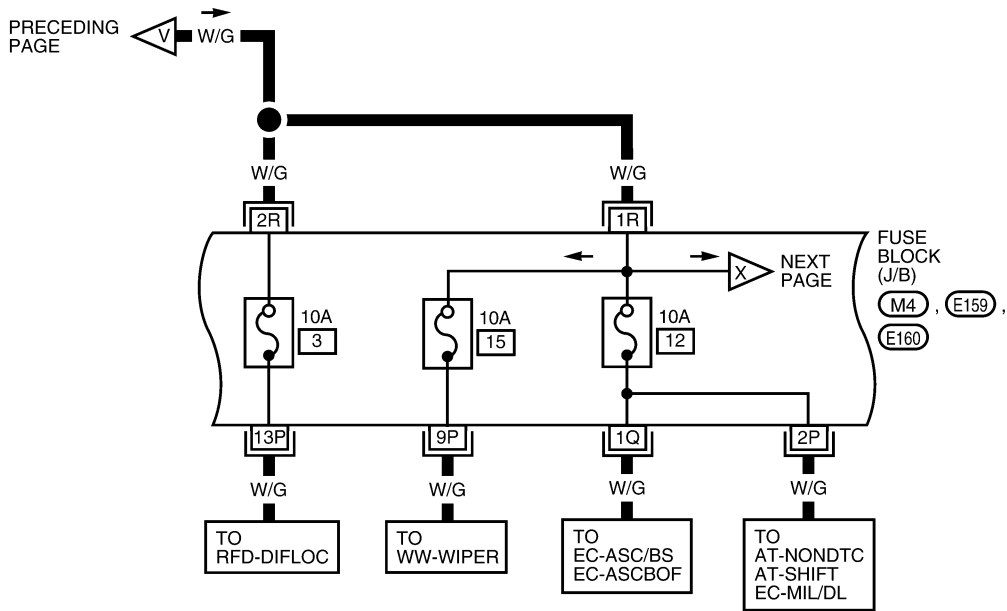 PRECEDING
PAGE
V
W/G
W/G
W/G
2R
1R
FUSE
BLOCK
(J/B)
M4 , E159 ,
E160
X
NEXT
PAGE
10A
3
10A
15
10A
12
13P
9P
1Q
2P
W/G
W/G
W/G
W/G
TO
RFD-DIFLOC
TO
WW-WIPER
TO
EC-ASC/BS
EC-ASCBOF
TO
AT-NONDTC
AT-SHIFT
EC-MIL/DL